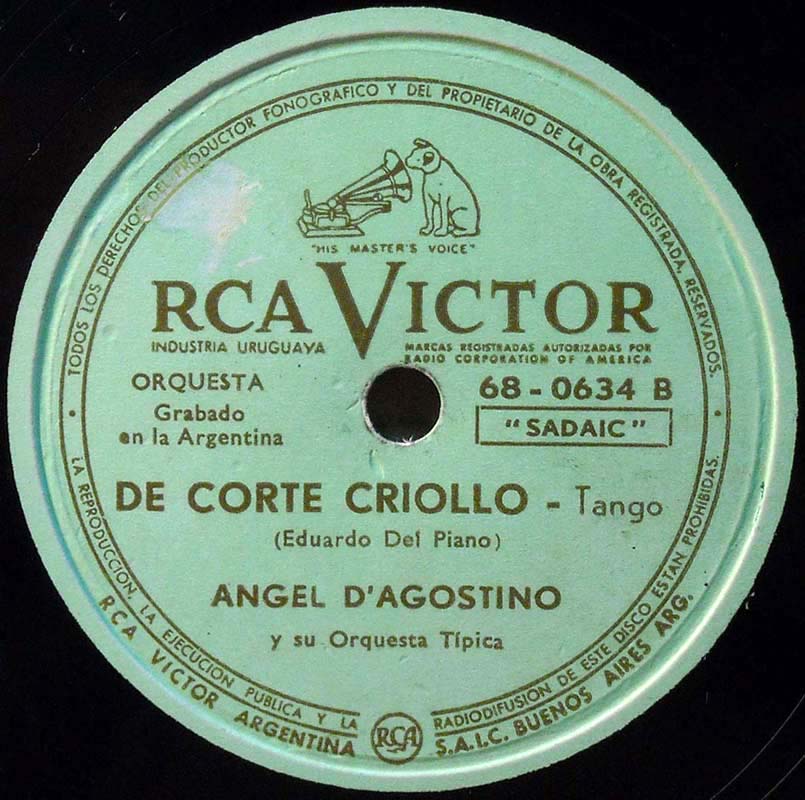 TODOS LOS DERECHOS DEL PRODUCTOR FONOGRAFICO Y DEL PROPIETARIO DE LA OBRA REGISTRADA, RESERVADOS.
"HIS MASTER'S VOICE"
RCA VICTOR
INDUSTRIA URUGUAYA
MARCAS REGISTRADAS AUTORIZADAS POR
RADIO CORPORATION OF AMERICA
ORQUESTA
Grabado
en la Argentina
68-0634 B
"SADAIC"
DE CORTE CRIOLLO - Tango
(Eduardo Del Piano)
ANGEL D'AGOSTINO
y su Orquesta Típica
LA REPRODUCCION, LA EJECUCION PUBLICA Y LA RADIODIFUSION DE ESTE DISCO ESTAN PROHIBIDAS.
RCA VICTOR ARGENTINA RCA S.A.I.C. BUENOS AIRES ARG.